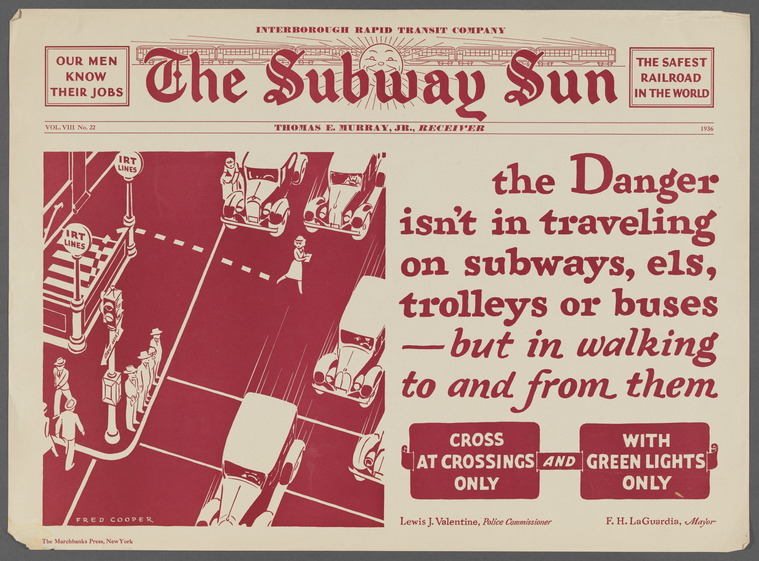 INTERBOROUGH RAPID TRANSIT COMPANY
OUR MEN
KNOW
THEIR JOBS
The Subway Sun
THE SAFEST
RAILROAD
IN THE WORLD
VOL. VIII No. 22
THOMAS E. MURRAY, JR., RECEIVER
1936
IRT
LINES
IRT
LINES
the Danger
isn't in traveling
on subways, els,
trolleys or buses
—but in walking
to and from them
CROSS
AT CROSSINGS
ONLY
AND
WITH
GREEN LIGHTS
ONLY
FRED COOPER
Lewis J. Valentine, Police Commissioner
F. H. LaGuardia, Mayor
The Marchbanks Press, New York